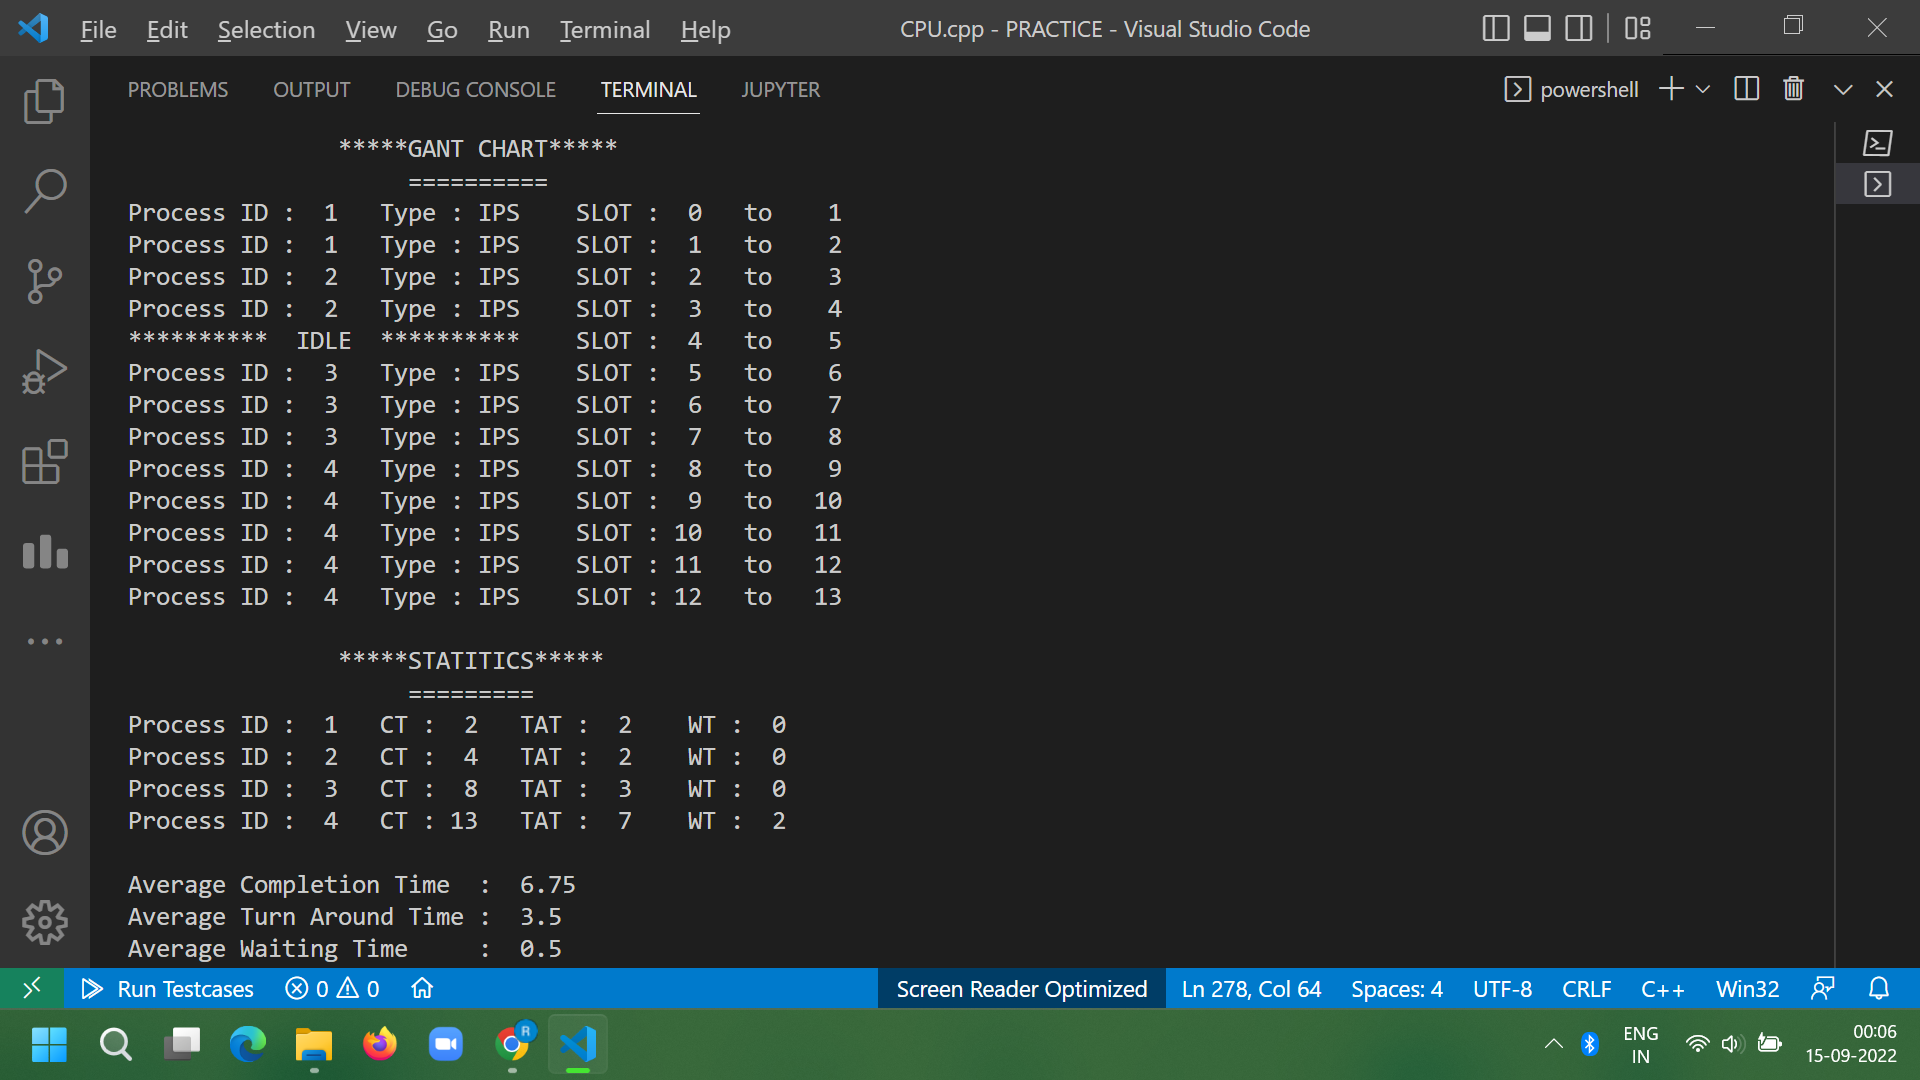 File Edit Selection View Go Run Terminal Help CPU.cpp - PRACTICE - Visual Studio Code
PROBLEMS OUTPUT DEBUG CONSOLE TERMINAL JUPYTER powershell
*****GANT CHART*****
==========
Process ID : 1 Type : IPS SLOT : 0 to 1
Process ID : 1 Type : IPS SLOT : 1 to 2
Process ID : 2 Type : IPS SLOT : 2 to 3
Process ID : 2 Type : IPS SLOT : 3 to 4
********** IDLE ********** SLOT : 4 to 5
Process ID : 3 Type : IPS SLOT : 5 to 6
Process ID : 3 Type : IPS SLOT : 6 to 7
Process ID : 3 Type : IPS SLOT : 7 to 8
Process ID : 4 Type : IPS SLOT : 8 to 9
Process ID : 4 Type : IPS SLOT : 9 to 10
Process ID : 4 Type : IPS SLOT : 10 to 11
Process ID : 4 Type : IPS SLOT : 11 to 12
Process ID : 4 Type : IPS SLOT : 12 to 13
*****STATITICS*****
=========
Process ID : 1 CT : 2 TAT : 2 WT : 0
Process ID : 2 CT : 4 TAT : 2 WT : 0
Process ID : 3 CT : 8 TAT : 3 WT : 0
Process ID : 4 CT : 13 TAT : 7 WT : 2
Average Completion Time : 6.75
Average Turn Around Time : 3.5
Average Waiting Time : 0.5
Run Testcases 0 0 Screen Reader Optimized Ln 278, Col 64 Spaces: 4 UTF-8 CRLF C++ Win32
R
ENG 00:06
IN 15-09-2022